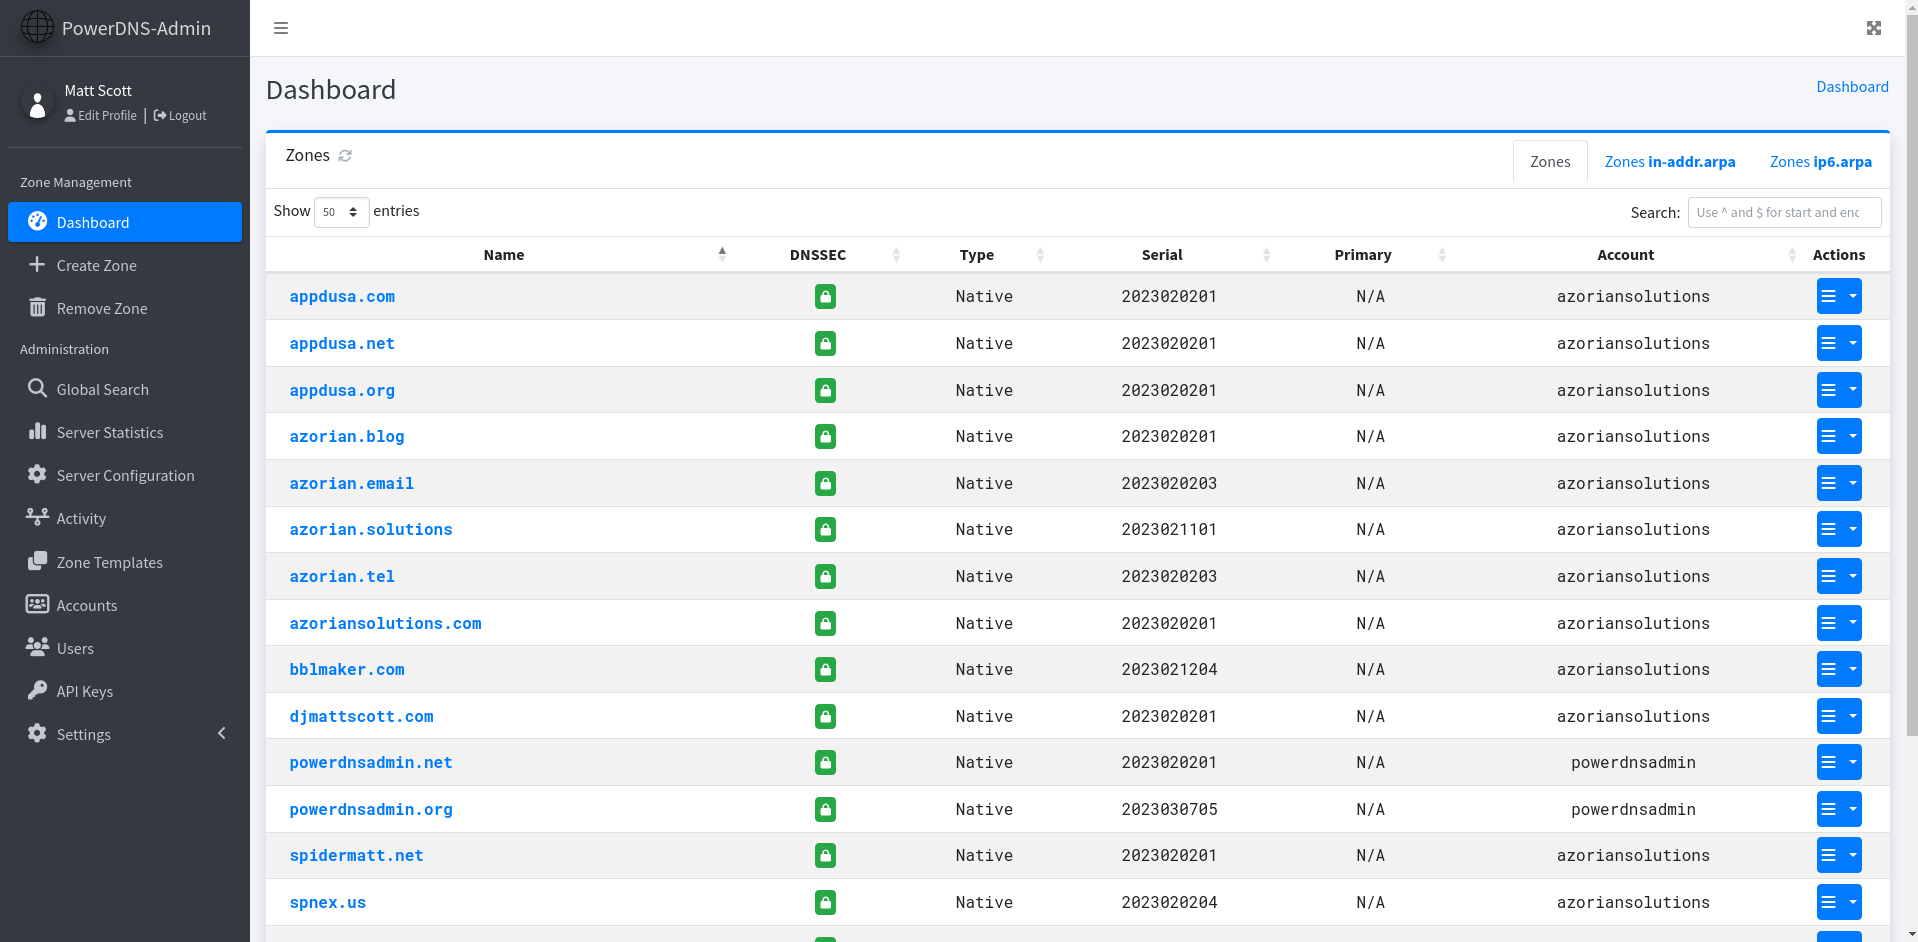 PowerDNS-Admin
Matt Scott
Edit Profile | Logout
Zone Management
Dashboard
Create Zone
Remove Zone
Administration
Global Search
Server Statistics
Server Configuration
Activity
Zone Templates
Accounts
Users
API Keys
Settings
Dashboard
Dashboard
Zones
Zones Zones in-addr.arpa Zones ip6.arpa
Show 50 entries
Search: Use ^ and $ for start and enc
Name DNSSEC Type Serial Primary Account Actions
appdusa.com Native 2023020201 N/A azoriansolutions
appdusa.net Native 2023020201 N/A azoriansolutions
appdusa.org Native 2023020201 N/A azoriansolutions
azorian.blog Native 2023020201 N/A azoriansolutions
azorian.email Native 2023020203 N/A azoriansolutions
azorian.solutions Native 2023021101 N/A azoriansolutions
azorian.tel Native 2023020203 N/A azoriansolutions
azoriansolutions.com Native 2023020201 N/A azoriansolutions
bblmaker.com Native 2023021204 N/A azoriansolutions
djmattscott.com Native 2023020201 N/A azoriansolutions
powerdnsadmin.net Native 2023020201 N/A powerdnsadmin
powerdnsadmin.org Native 2023030705 N/A powerdnsadmin
spidermatt.net Native 2023020201 N/A azoriansolutions
spnex.us Native 2023020204 N/A azoriansolutions